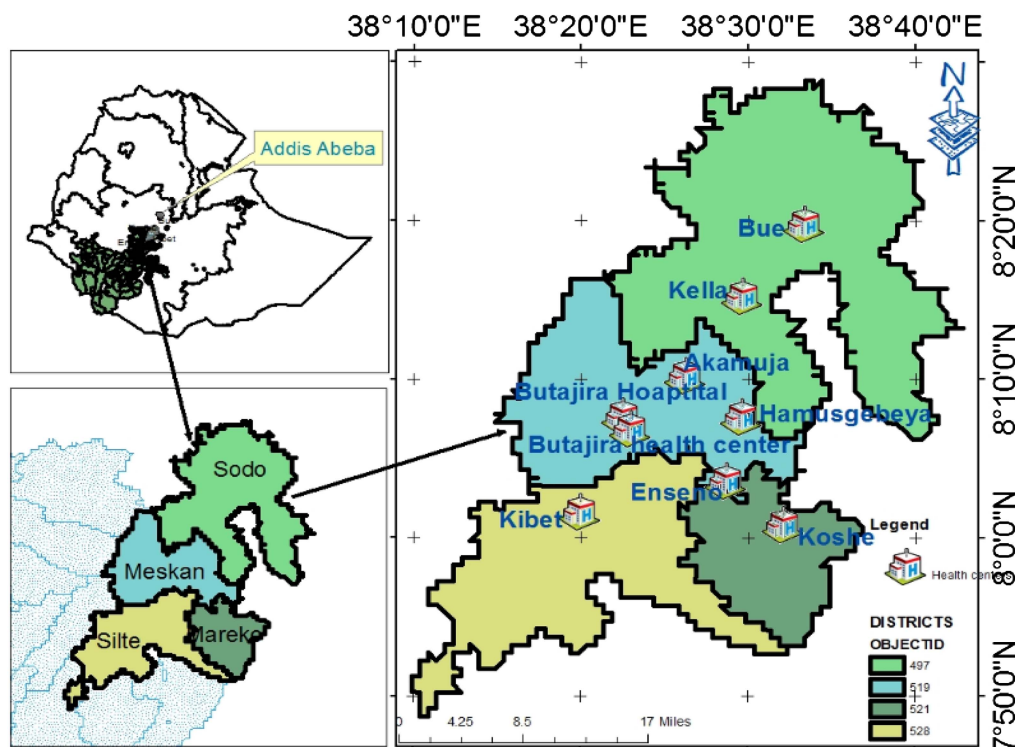 38°10'0"E 38°20'0"E 38°30'0"E 38°40'0"E
Addis Abeba
N
8°20'0"N
Bue
Kella
8°10'0"N
Akamuja
Butajira Hoaptital
Hamusgebeya
Butajira health center
Enseno
Kibet
Koshe
8°0'0"N
Legend
Health centers
DISTRICTS
OBJECTID
497
519
521
528
7°50'0"N
0 4.25 8.5 17 Miles
Sodo
Meskan
Silte
Mareko